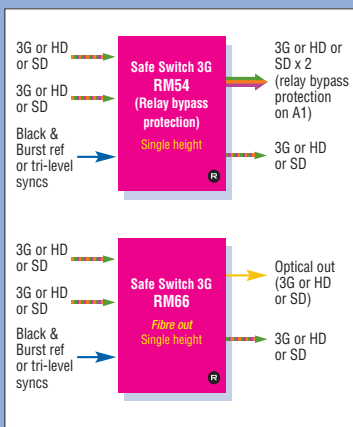 3G or HD
or SD
3G or HD
or SD
Black &
Burst ref
or tri-level
syncs
Safe Switch 3G
RM54
(Relay bypass
protection)
Single height
R
3G or HD or
SD x 2
(relay bypass
protection
on A1)
3G or HD
or SD
3G or HD
or SD
3G or HD
or SD
Black &
Burst ref
or tri-level
syncs
Safe Switch 3G
RM66
Fibre out
Single height
R
Optical out
(3G or HD
or SD)
3G or HD
or SD